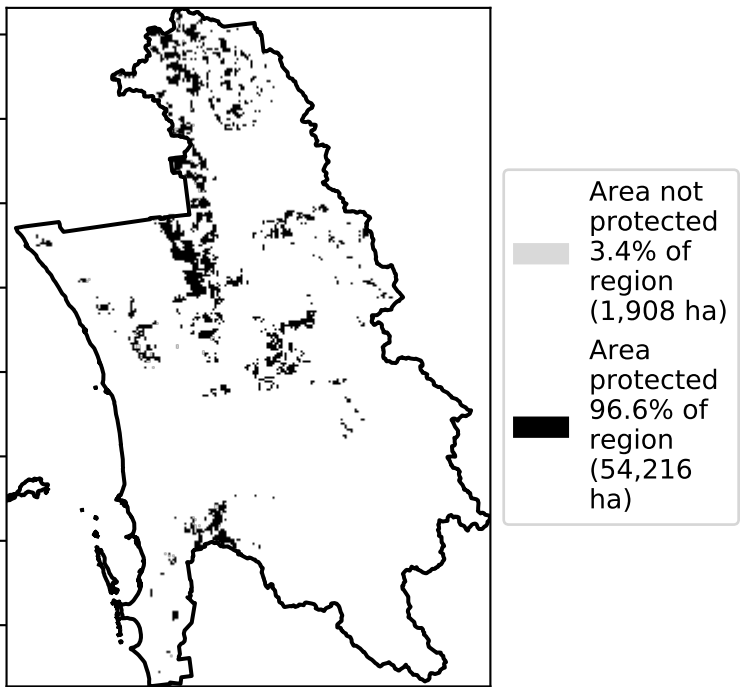 Area not
protected
3.4% of
region
(1,908 ha)
Area
protected
96.6% of
region
(54,216
ha)